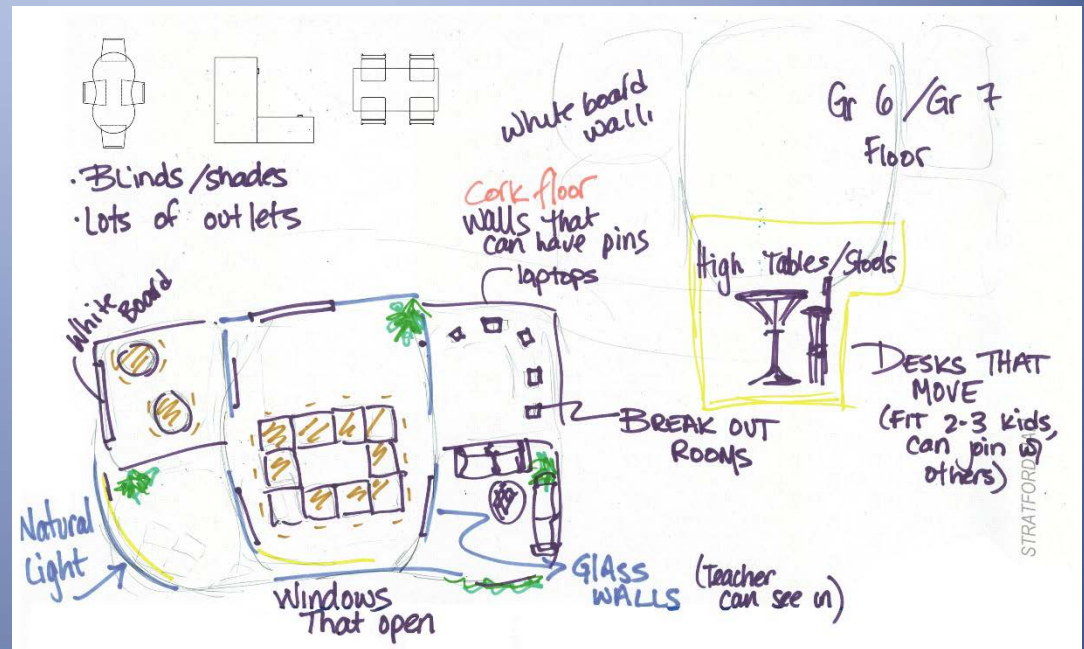 · Blinds/shades
· Lots of outlets
White board
walls
Gr 6/Gr 7
Floor
Cork floor
walls that
can have pins
laptops
High Tables/Stools
White
Board
DESKS THAT
MOVE
(FIT 2-3 kids,
can pin w/
others)
BREAK OUT
ROOMS
STRATFORD
Natural
Light
Windows
That open
GLASS
WALLS
(Teacher
can see in)